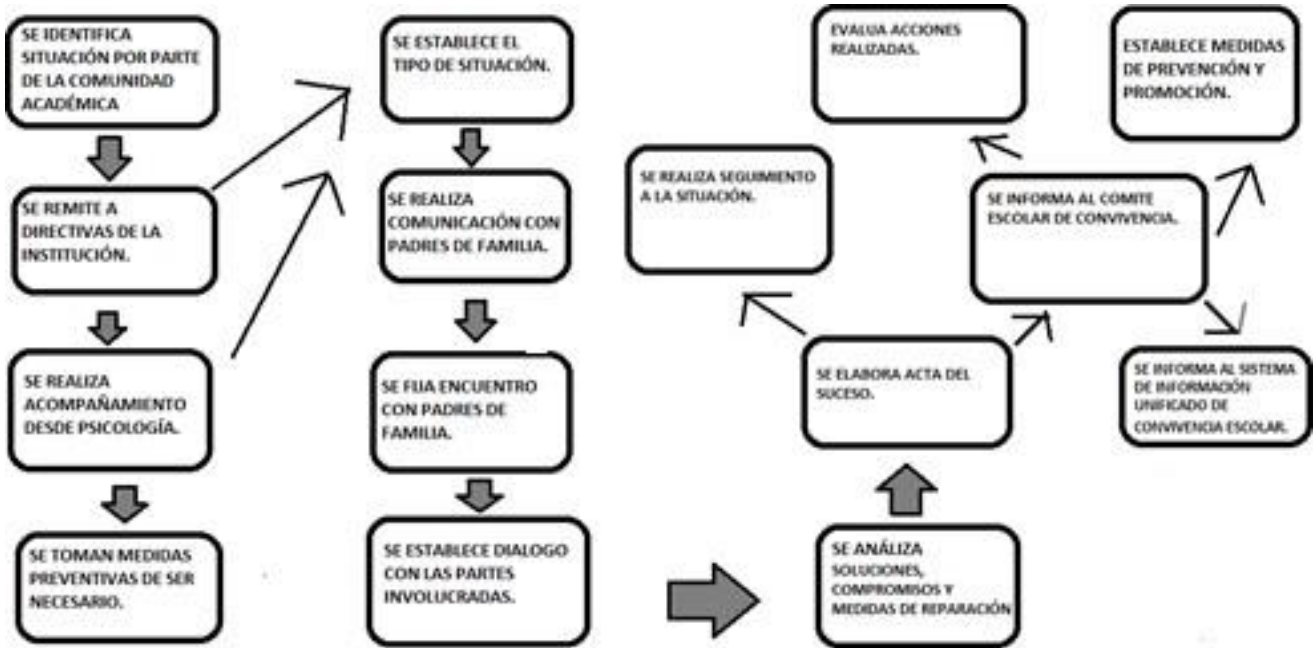 SE IDENTIFICA
SITUACIÓN POR PARTE
DE LA COMUNIDAD
ACADÉMICA
SE REMITE A
DIRECTIVAS DE LA
INSTITUCIÓN.
SE REALIZA
ACOMPAÑAMIENTO
DESDE PSICOLOGÍA.
SE TOMAN MEDIDAS
PREVENTIVAS DE SER
NECESARIO.
SE ESTABLECE EL
TIPO DE SITUACIÓN.
SE REALIZA
COMUNICACIÓN CON
PADRES DE FAMILIA.
SE FIJA ENCUENTRO
CON PADRES DE
FAMILIA.
SE ESTABLECE DIALOGO
CON LAS PARTES
INVOLUCRADAS.
SE ANÁLIZA
SOLUCIONES,
COMPROMISOS Y
MEDIDAS DE REPARACIÓN
SE ELABORA ACTA DEL
SUCESO.
SE REALIZA SEGUIMIENTO
A LA SITUACIÓN.
SE INFORMA AL COMITE
ESCOLAR DE CONVIVENCIA.
EVALUA ACCIONES
REALIZADAS.
ESTABLECE MEDIDAS
DE PREVENCIÓN Y
PROMOCIÓN.
SE INFORMA AL SISTEMA
DE INFORMACIÓN
UNIFICADO DE
CONVIVENCIA ESCOLAR.